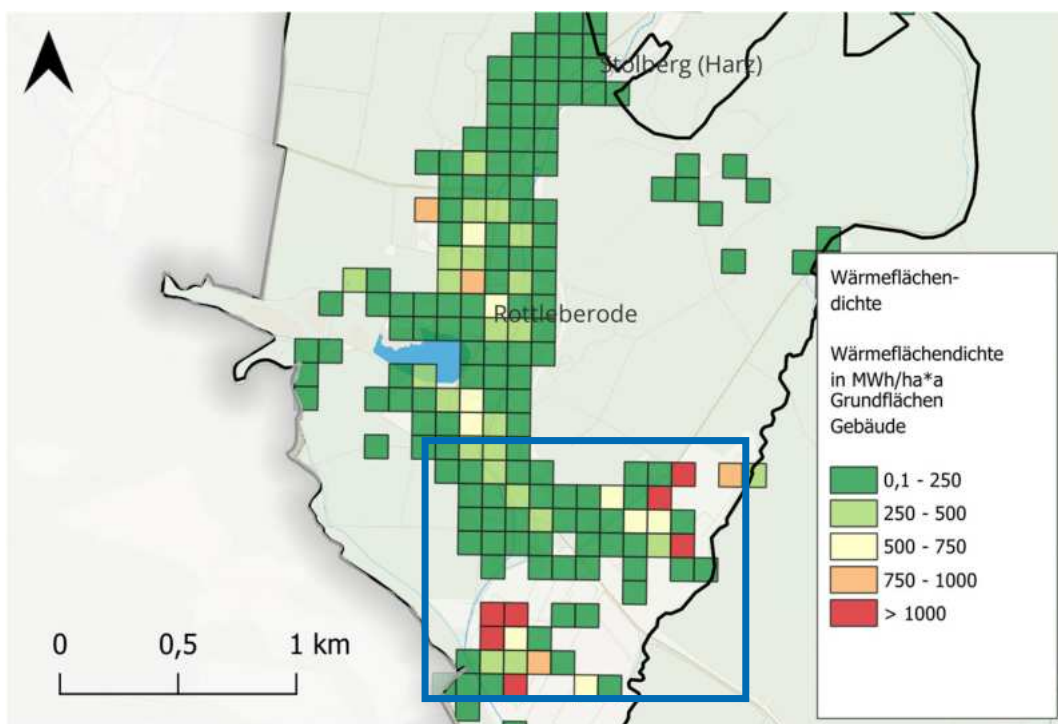 Stolberg (Harz)
Rottleberode
Wärmeflächen-
dichte
Wärmeflächendichte
in MWh/ha*a
Grundflächen
Gebäude
0,1 - 250
250 - 500
500 - 750
750 - 1000
> 1000
0 0,5 1 km